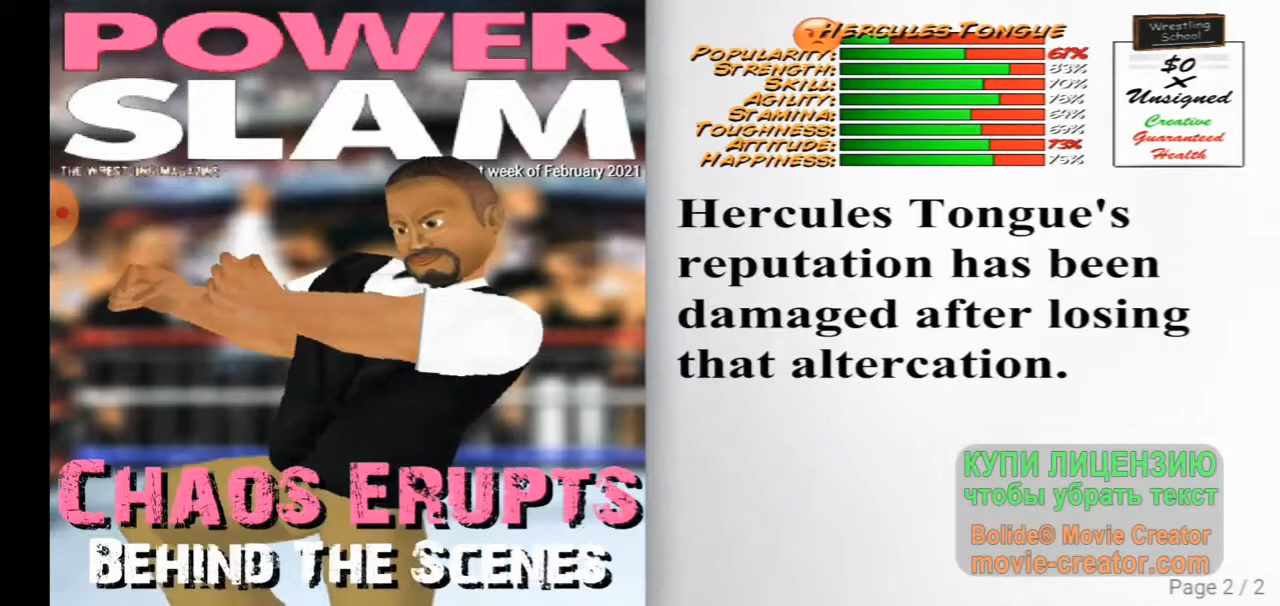 POWER
SLAM
THE WRESTLING MAGAZINE
t week of February 2021
CHAOS ERUPTS
BEHIND THE SCENES
HERCULES TONGUE
POPULARITY: 61%
STRENGTH: 83%
SKILL: 70%
AGILITY: 78%
STAMINA: 64%
TOUGHNESS: 69%
ATTITUDE: 73%
HAPPINESS: 75%
Wrestling
School
$0
X
Unsigned
Creative
Guaranteed
Health
Hercules Tongue's
reputation has been
damaged after losing
that altercation.
КУПИ ЛИЦЕНЗИЮ
чтобы убрать текст
Bolide® Movie Creator
movie-creator.com
Page 2 / 2